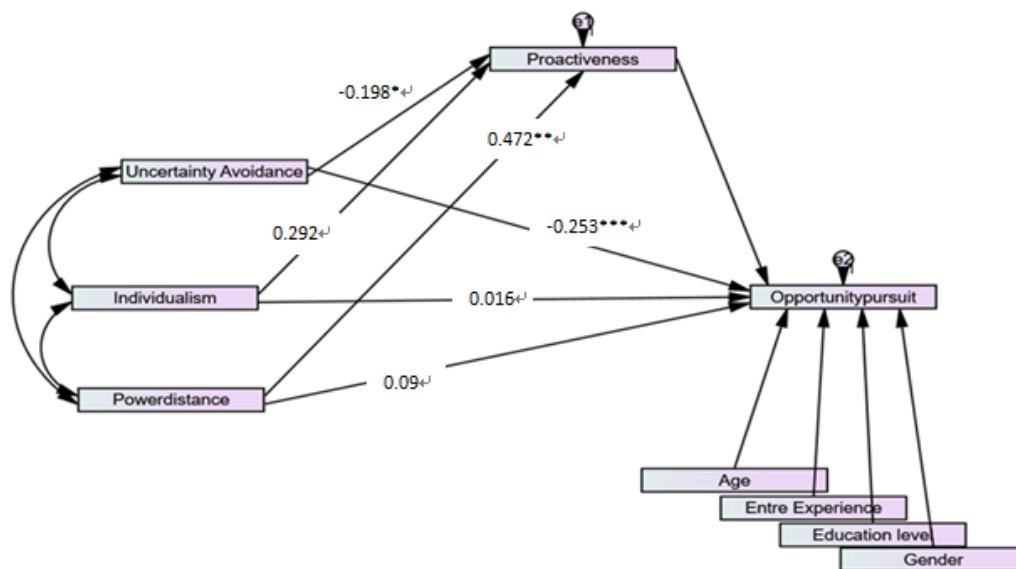 e1
Proactiveness
-0.198*↵
0.472**↵
Uncertainty Avoidance
-0.253***↵
0.292↵
e2
Individualism
0.016↵
Opportunitypursuit
0.09↵
Powerdistance
Age
Entre Experience
Education level
Gender